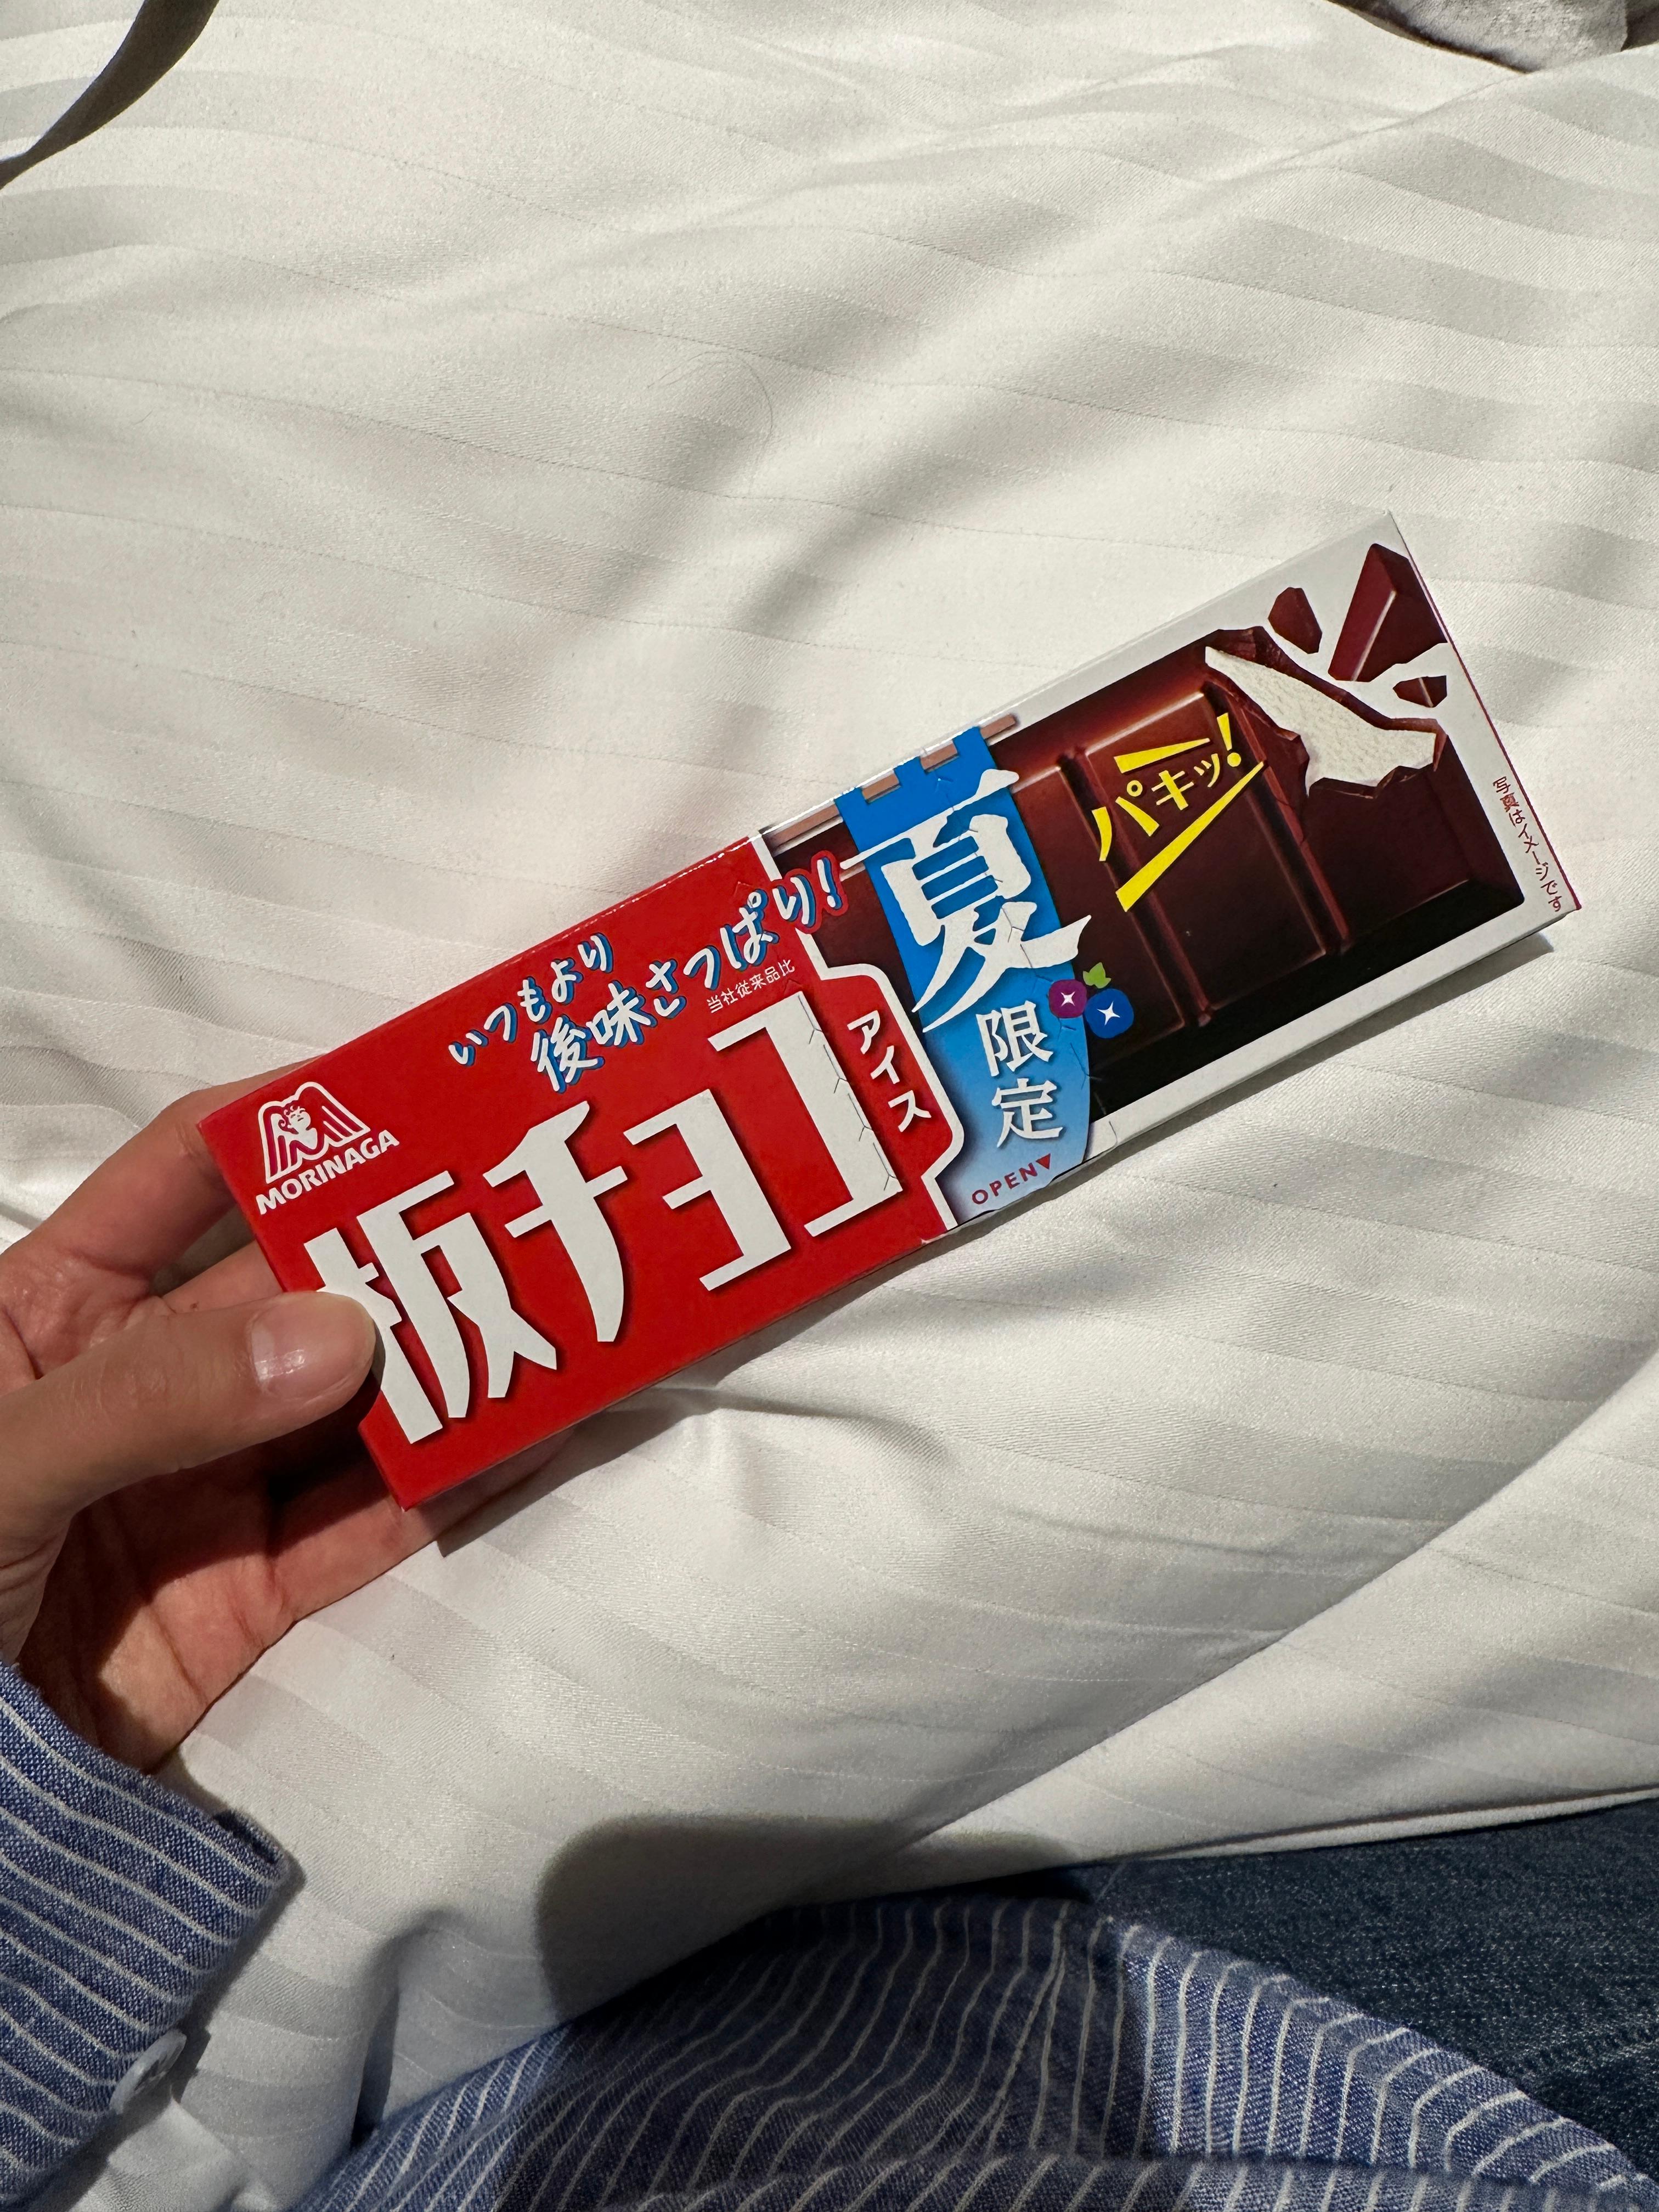 MORINAGA
いつもより
後味さっぱり!
当社従来品比
板チョコ
アイス
夏
限定
OPEN▼
パキッ!
写真はイメージです